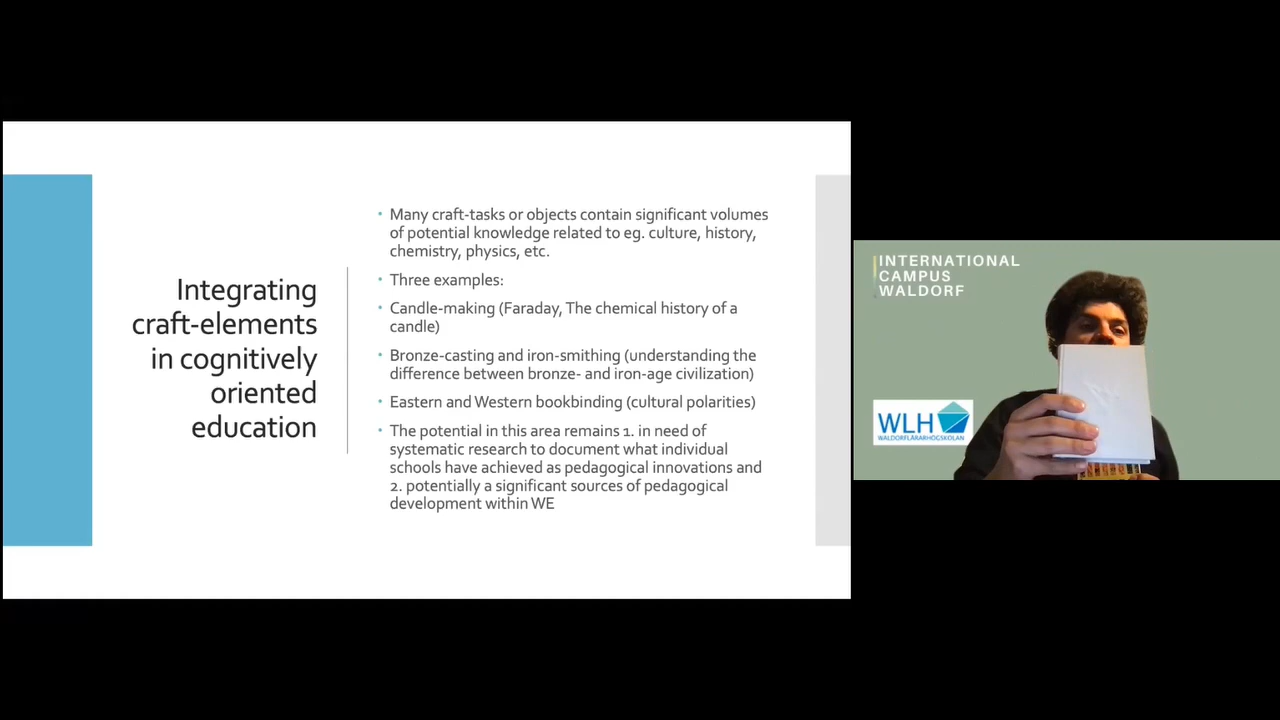 Integrating
craft-elements
in cognitively
oriented
education
• Many craft-tasks or objects contain significant volumes
of potential knowledge related to eg. culture, history,
chemistry, physics, etc.
• Three examples:
• Candle-making (Faraday, The chemical history of a
candle)
• Bronze-casting and iron-smithing (understanding the
difference between bronze- and iron-age civilization)
• Eastern and Western bookbinding (cultural polarities)
• The potential in this area remains 1. in need of
systematic research to document what individual
schools have achieved as pedagogical innovations and
2. potentially a significant sources of pedagogical
development within WE
INTERNATIONAL
CAMPUS
WALDORF
WLH
WALDORFLÄRARHÖGSKOLAN